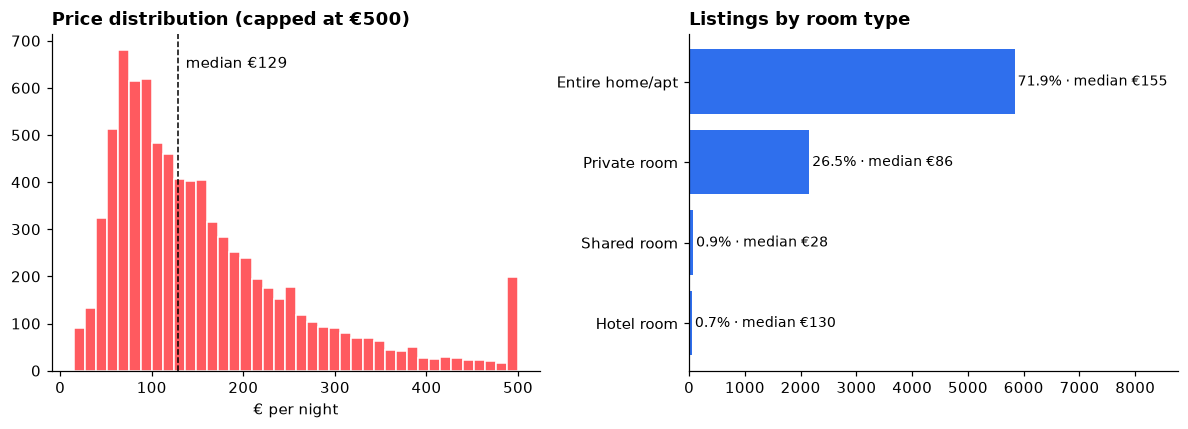 Price distribution (capped at €500)
700
600
500
400
300
200
100
0
median €129
0 100 200 300 400 500
€ per night
Listings by room type
Entire home/apt
71.9% · median €155
Private room
26.5% · median €86
Shared room
0.9% · median €28
Hotel room
0.7% · median €130
0 1000 2000 3000 4000 5000 6000 7000 8000